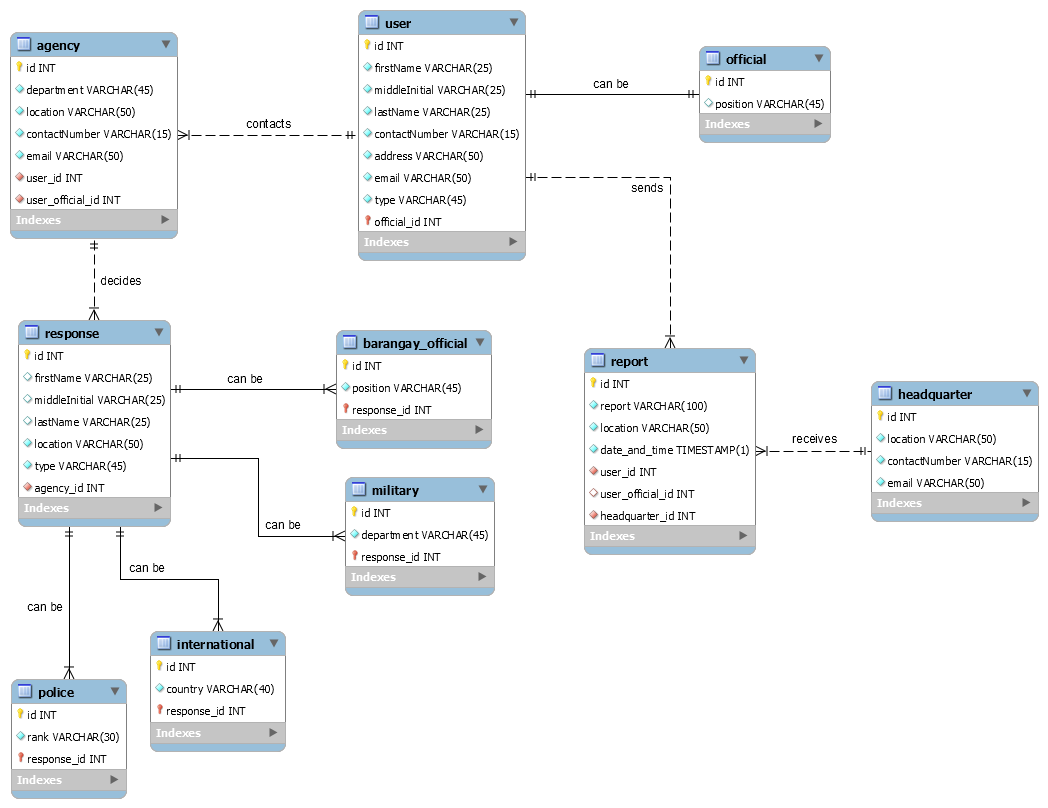 agency
id INT
department VARCHAR(45)
location VARCHAR(50)
contactNumber VARCHAR(15)
email VARCHAR(50)
user_id INT
user_official_id INT
Indexes
contacts
user
id INT
firstName VARCHAR(25)
middleInitial VARCHAR(25)
lastName VARCHAR(25)
contactNumber VARCHAR(15)
address VARCHAR(50)
email VARCHAR(50)
type VARCHAR(45)
official_id INT
Indexes
can be
official
id INT
position VARCHAR(45)
Indexes
sends
decides
response
id INT
firstName VARCHAR(25)
middleInitial VARCHAR(25)
lastName VARCHAR(25)
location VARCHAR(50)
type VARCHAR(45)
agency_id INT
Indexes
can be
barangay_official
id INT
position VARCHAR(45)
response_id INT
Indexes
can be
military
id INT
department VARCHAR(45)
response_id INT
Indexes
report
id INT
report VARCHAR(100)
location VARCHAR(50)
date_and_time TIMESTAMP(1)
user_id INT
user_official_id INT
headquarter_id INT
Indexes
receives
headquarter
id INT
location VARCHAR(50)
contactNumber VARCHAR(15)
email VARCHAR(50)
Indexes
can be
can be
international
id INT
country VARCHAR(40)
response_id INT
Indexes
police
id INT
rank VARCHAR(30)
response_id INT
Indexes